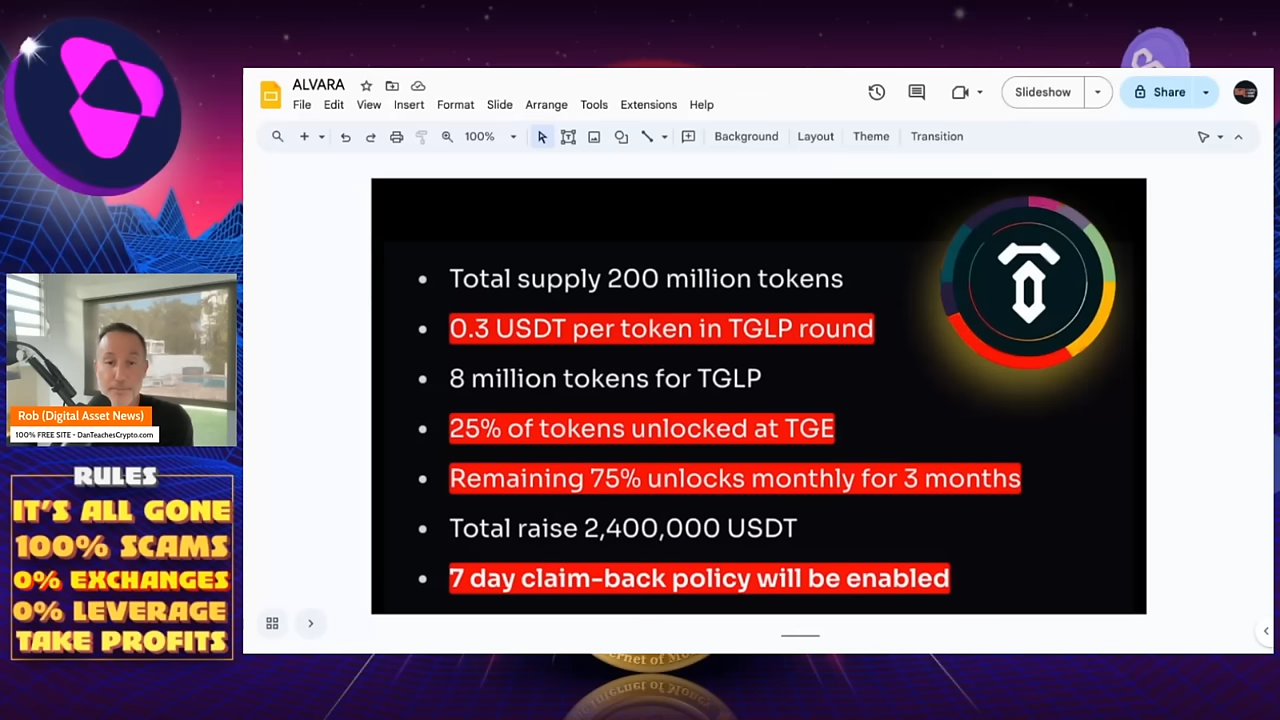 ALVARA
File Edit View Insert Format Slide Arrange Tools Extensions Help
Slideshow
Share
100%
Background Layout Theme Transition
Total supply 200 million tokens
0.3 USDT per token in TGLP round
8 million tokens for TGLP
25% of tokens unlocked at TGE
Remaining 75% unlocks monthly for 3 months
Total raise 2,400,000 USDT
7 day claim-back policy will be enabled
Rob (Digital Asset News)
100% FREE SITE - DanTeachesCrypto.com
RULES
IT'S ALL GONE
100% SCAMS
0% EXCHANGES
0% LEVERAGE
TAKE PROFITS